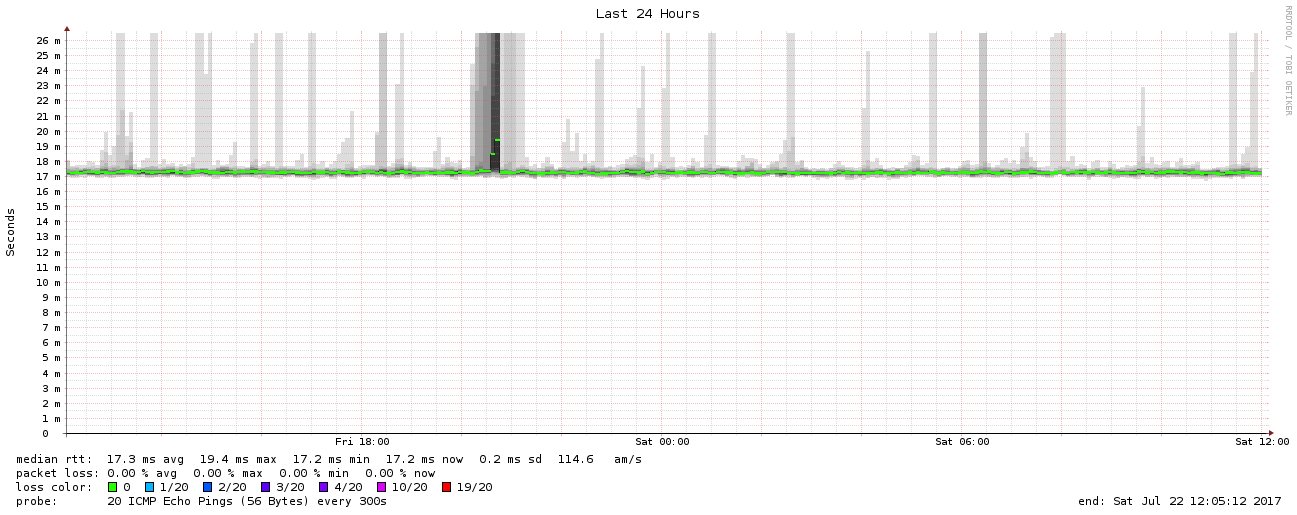 Last 24 Hours
RRDTOOL / TOBI OETIKER
Seconds
26 m
25 m
24 m
23 m
22 m
21 m
20 m
19 m
18 m
17 m
16 m
15 m
14 m
13 m
12 m
11 m
10 m
9 m
8 m
7 m
6 m
5 m
4 m
3 m
2 m
1 m
0
Fri 18:00 Sat 00:00 Sat 06:00 Sat 12:00
median rtt: 17.3 ms avg 19.4 ms max 17.2 ms min 17.2 ms now 0.2 ms sd 114.6 am/s
packet loss: 0.00 % avg 0.00 % max 0.00 % min 0.00 % now
loss color: 0 1/20 2/20 3/20 4/20 10/20 19/20
probe: 20 ICMP Echo Pings (56 Bytes) every 300s end: Sat Jul 22 12:05:12 2017